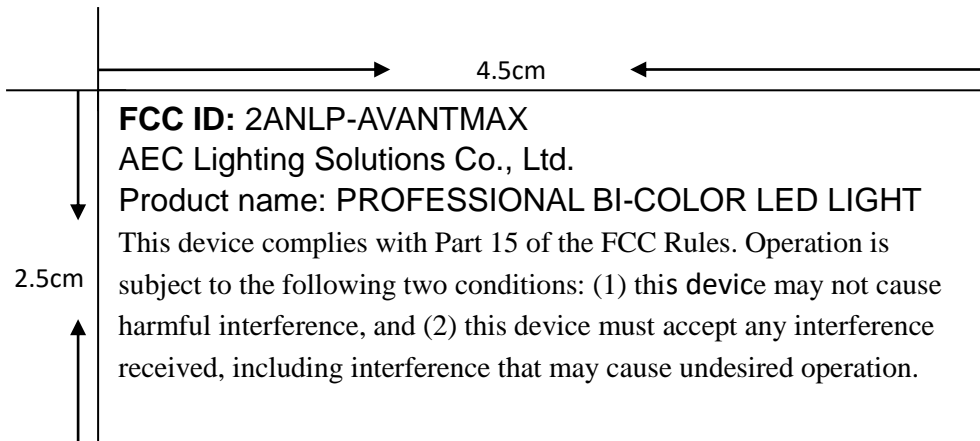 4.5cm
FCC ID: 2ANLP-AVANTMAX
AEC Lighting Solutions Co., Ltd.
Product name: PROFESSIONAL BI-COLOR LED LIGHT
This device complies with Part 15 of the FCC Rules. Operation is
2.5cm
subject to the following two conditions: (1) this device may not cause
harmful interference, and (2) this device must accept any interference
received, including interference that may cause undesired operation.